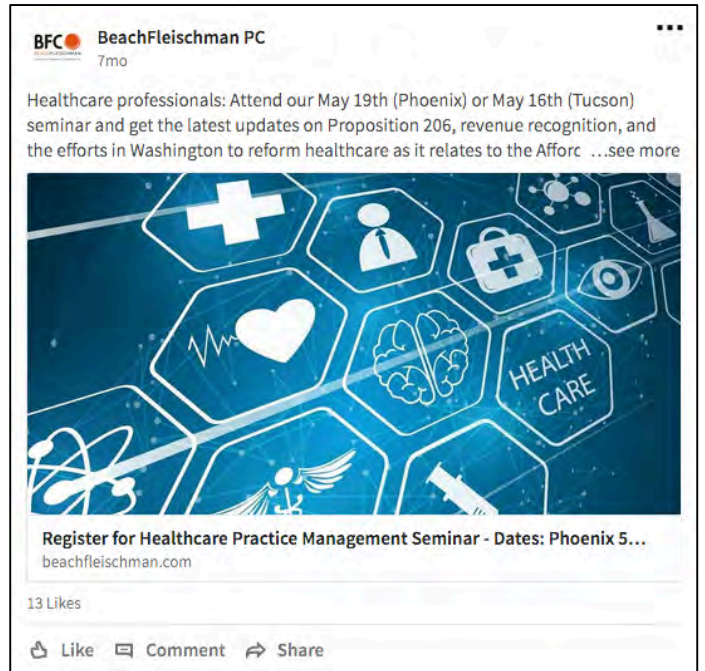 BFC
BEACHFLEISCHMAN
BeachFleischman PC
7mo
Healthcare professionals: Attend our May 19th (Phoenix) or May 16th (Tucson)
seminar and get the latest updates on Proposition 206, revenue recognition, and
the efforts in Washington to reform healthcare as it relates to the Afforc ...see more
HEALTH
CARE
Register for Healthcare Practice Management Seminar - Dates: Phoenix 5...
beachfleischman.com
13 Likes
Like Comment Share